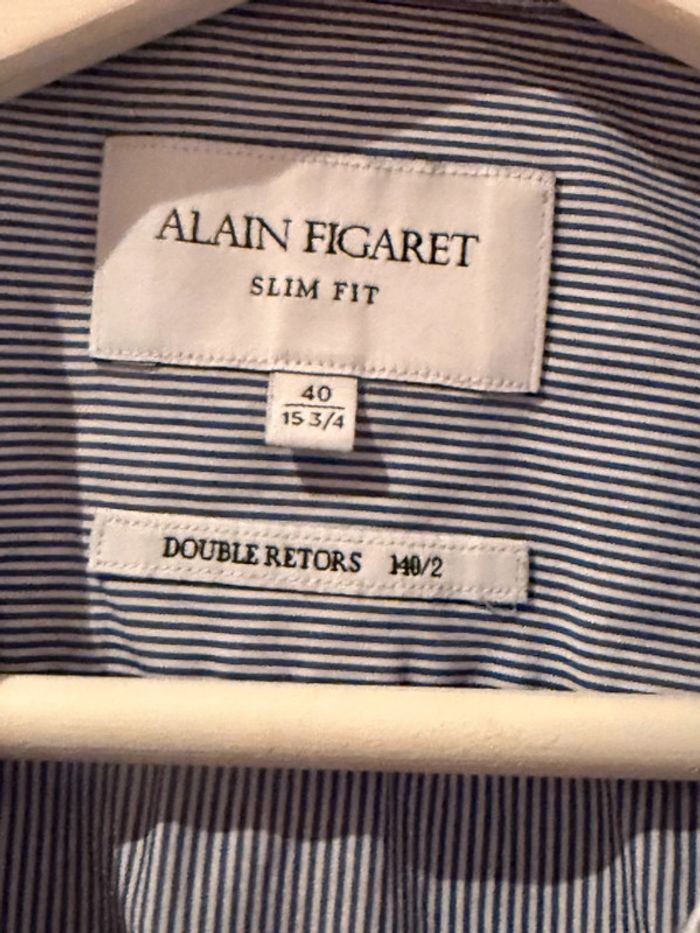 ALAIN FIGARET
SLIM FIT
40
15 3/4
DOUBLE RETORS 140/2